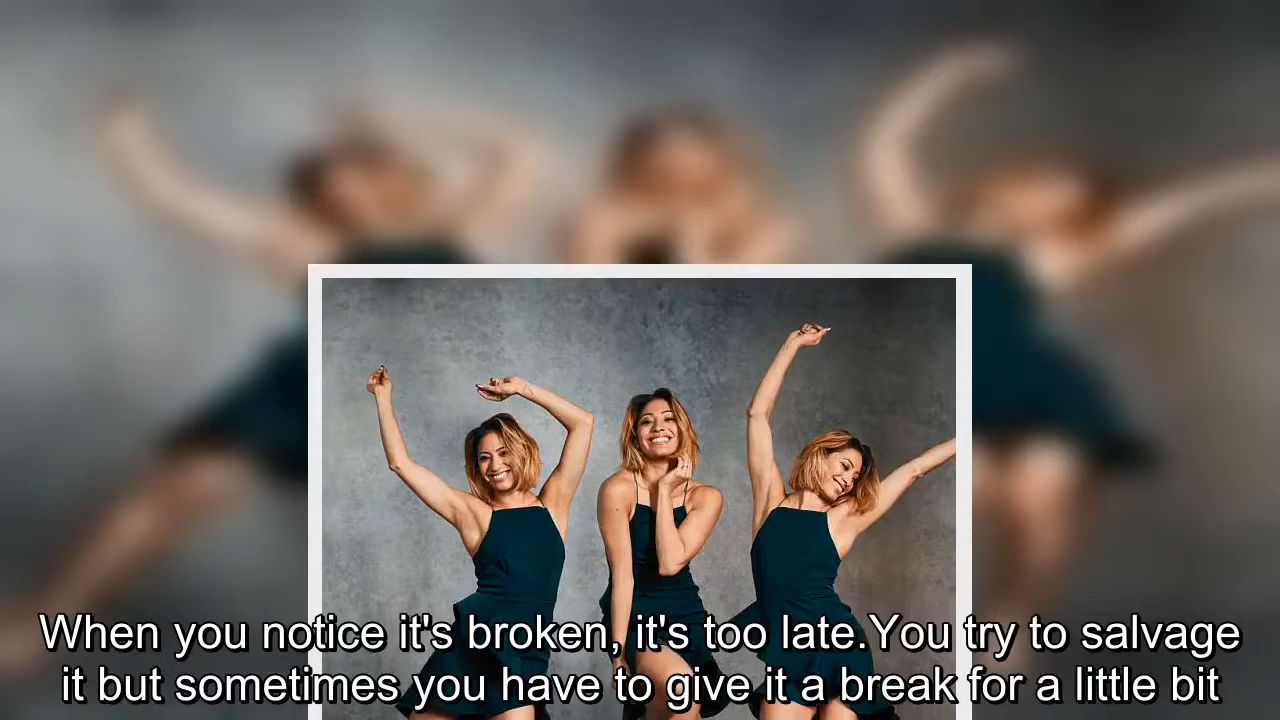 When you notice it's broken, it's too late.You try to salvage
it but sometimes you have to give it a break for a little bit